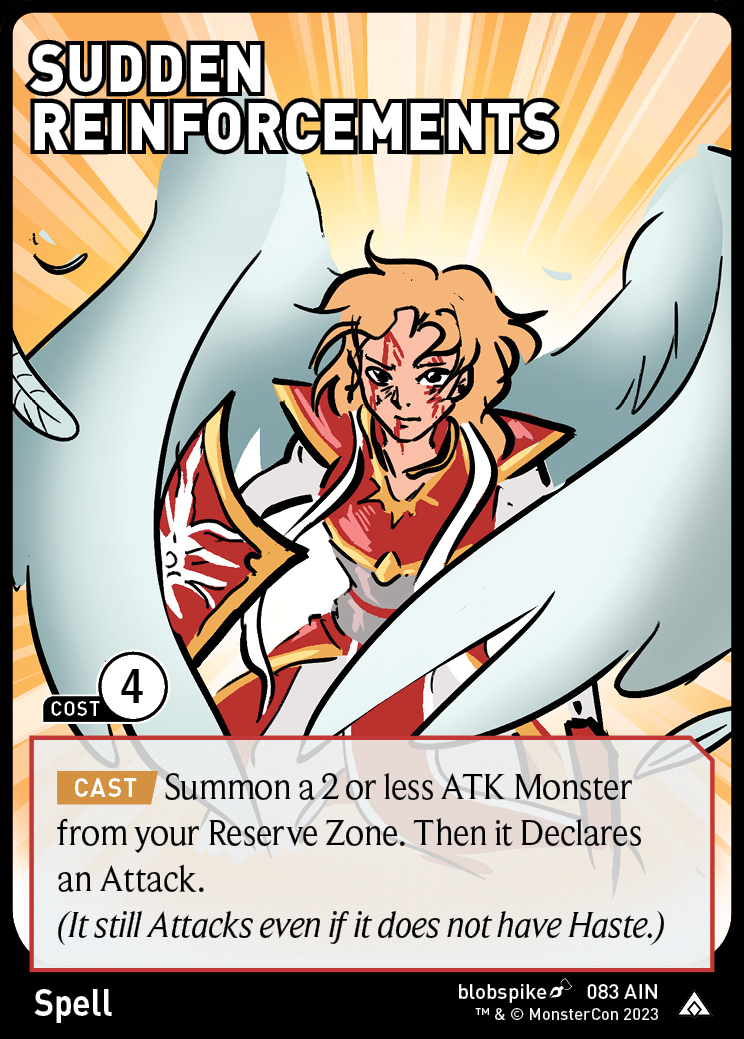 SUDDEN
REINFORCEMENTS
4
COST
CAST Summon a 2 or less ATK Monster
from your Reserve Zone. Then it Declares
an Attack.
(It still Attacks even if it does not have Haste.)
Spell
blobspike 083 AIN
™ & © MonsterCon 2023